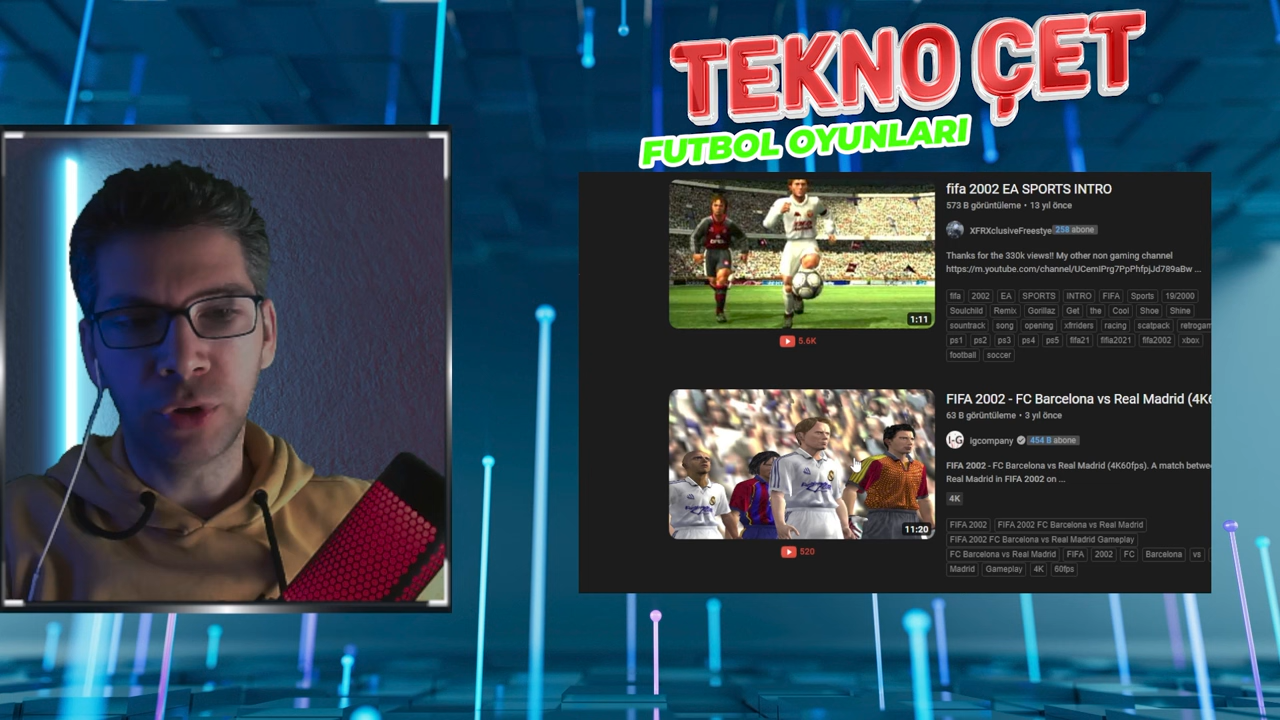 TEKNO ÇET
FUTBOL OYUNLARI
fifa 2002 EA SPORTS INTRO
573 B görüntüleme • 13 yıl önce
XFRXclusiveFreestye 258 abone
Thanks for the 330k views!! My other non gaming channel
https://m.youtube.com/channel/UCemIPrg7PpPhfpjJd789aBw ...
fifa 2002 EA SPORTS INTRO FIFA Sports 19/2000
Soulchild Remix Gorillaz Get the Cool Shoe Shine
sountrack song opening xfrriders racing scatpack retrogam
ps1 ps2 ps3 ps4 ps5 fifa21 fifia2021 fifa2002 xbox
football soccer
1:11
5.6K
FIFA 2002 - FC Barcelona vs Real Madrid (4K6
63 B görüntüleme • 3 yıl önce
I-G igcompany 454 B abone
FIFA 2002 - FC Barcelona vs Real Madrid (4K60fps). A match betwe
Real Madrid in FIFA 2002 on ...
4K
FIFA 2002 FIFA 2002 FC Barcelona vs Real Madrid
FIFA 2002 FC Barcelona vs Real Madrid Gameplay
FC Barcelona vs Real Madrid FIFA 2002 FC Barcelona vs
Madrid Gameplay 4K 60fps
11:20
520